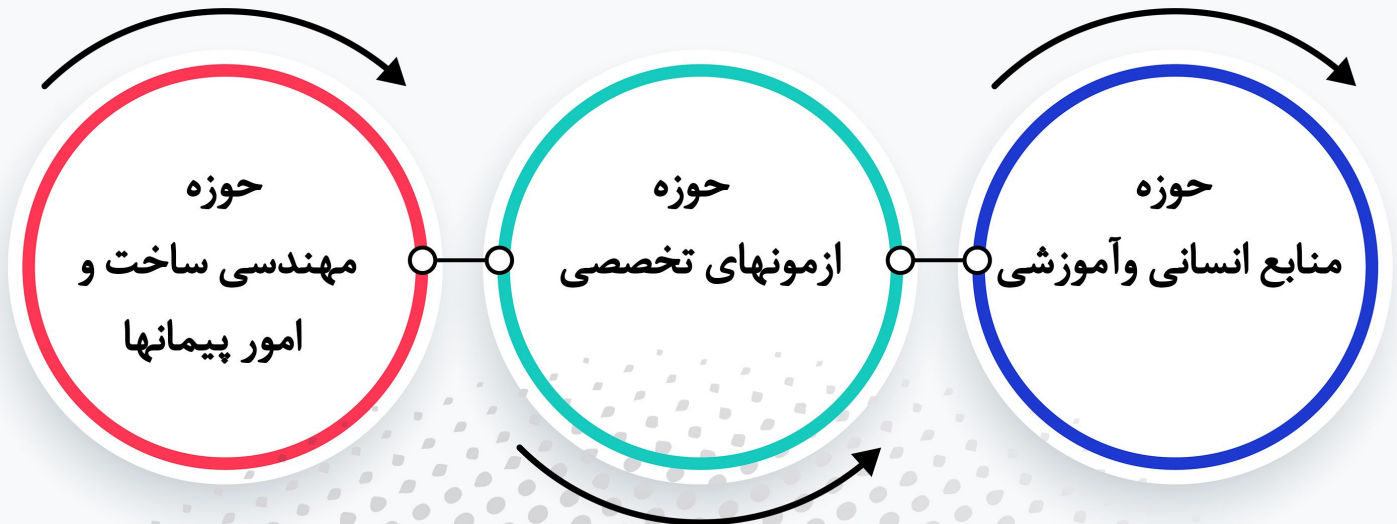 حوزه
منابع انسانی وآموزشی
حوزه
ازمونهای تخصصی
حوزه
مهندسی ساخت و
امور پیمانها